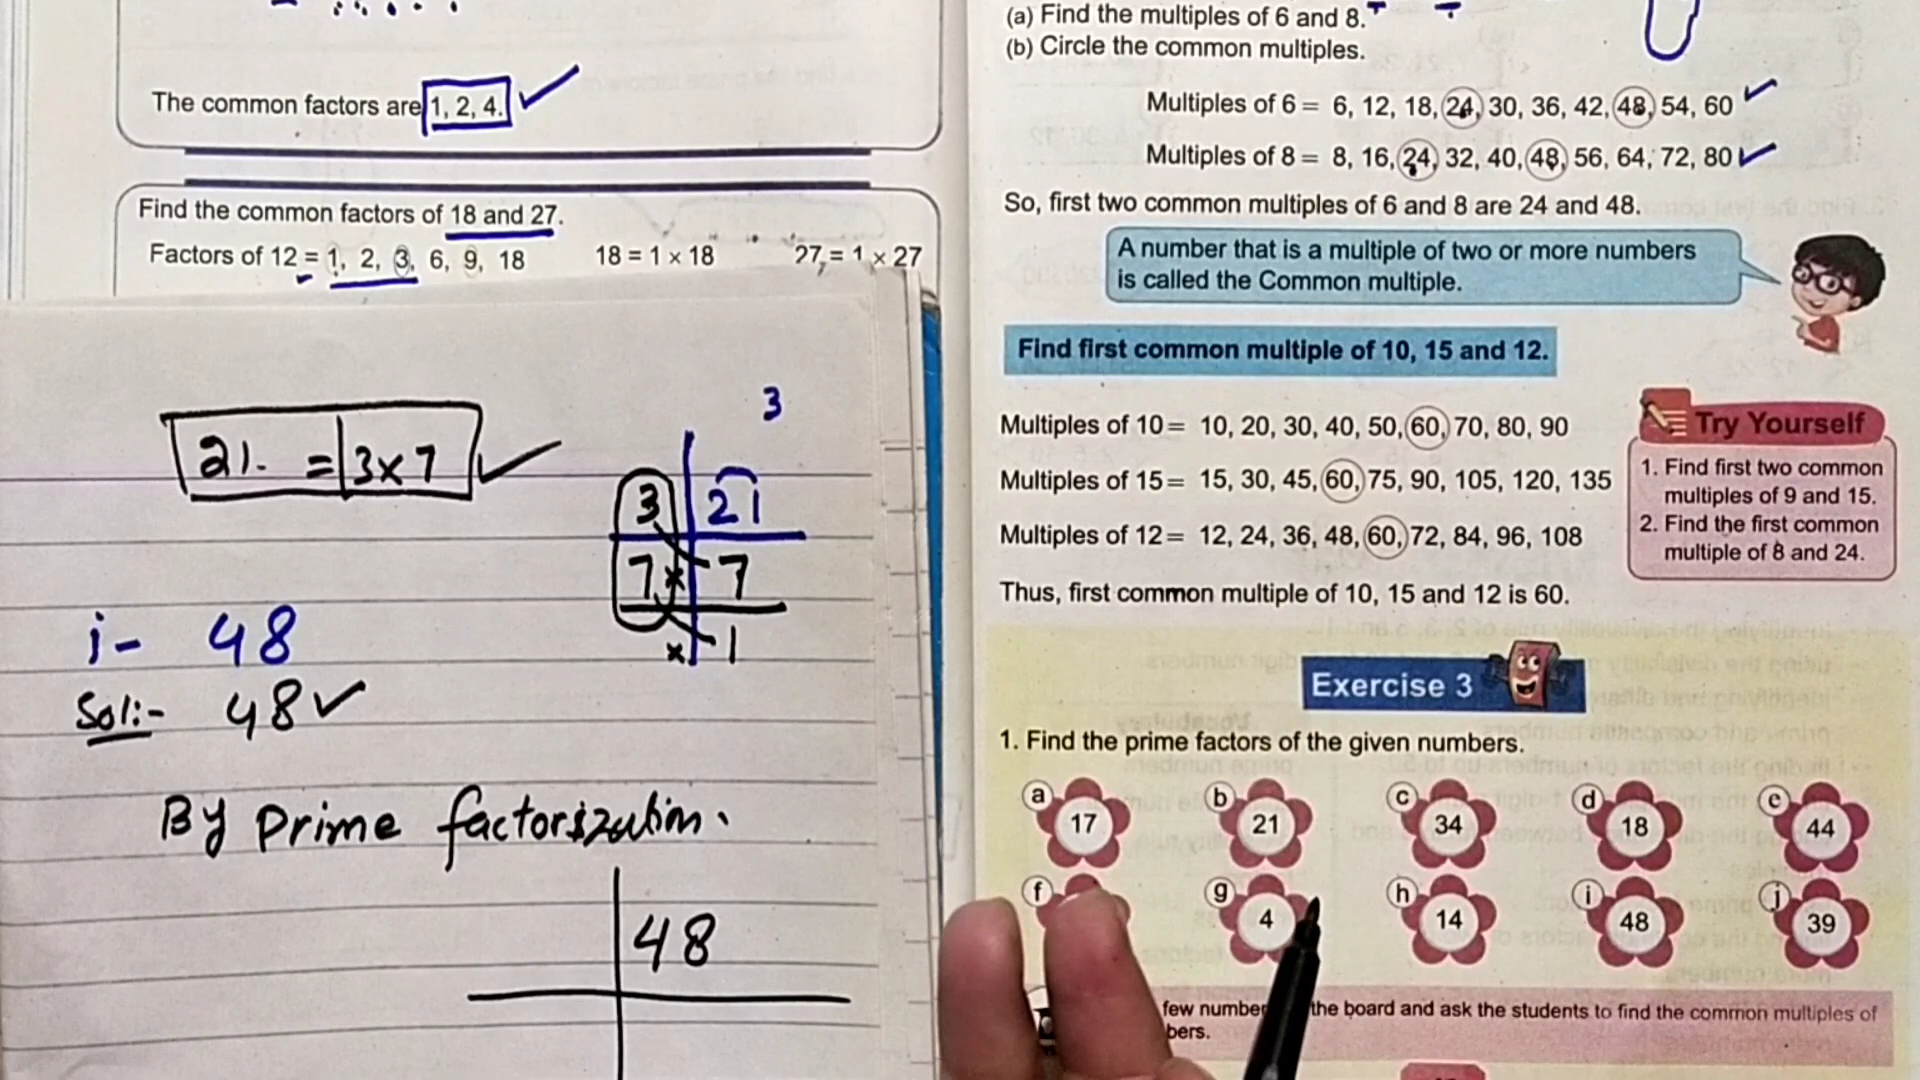 The common factors are 1, 2, 4.
Find the common factors of 18 and 27.
Factors of 12 = 1, 2, 3, 6, 9, 18
18 = 1 × 18
27 = 1 × 27
21. = 3×7
3
3 21
7 × 7
× 1
i- 48
Sol:- 48
By Prime factorization.
48
(a) Find the multiples of 6 and 8.
(b) Circle the common multiples.
Multiples of 6 = 6, 12, 18, 24, 30, 36, 42, 48, 54, 60
Multiples of 8 = 8, 16, 24, 32, 40, 48, 56, 64, 72, 80
So, first two common multiples of 6 and 8 are 24 and 48.
A number that is a multiple of two or more numbers
is called the Common multiple.
Find first common multiple of 10, 15 and 12.
Multiples of 10 = 10, 20, 30, 40, 50, 60, 70, 80, 90
Multiples of 15 = 15, 30, 45, 60, 75, 90, 105, 120, 135
Multiples of 12 = 12, 24, 36, 48, 60, 72, 84, 96, 108
Thus, first common multiple of 10, 15 and 12 is 60.
Try Yourself
1. Find first two common
multiples of 9 and 15.
2. Find the first common
multiple of 8 and 24.
Exercise 3
1. Find the prime factors of the given numbers.
a 17 b 21 c 34 d 18 e 44
f g 4 h 14 i 48 j 39
few number the board and ask the students to find the common multiples of
bers.